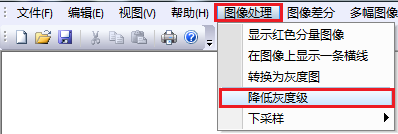 文件(F) 编辑(E) 视图(V) 帮助(H) 图像处理 图像差分 多幅图像
显示红色分量图像
在图像上显示一条横线
转换为灰度图
降低灰度级
下采样